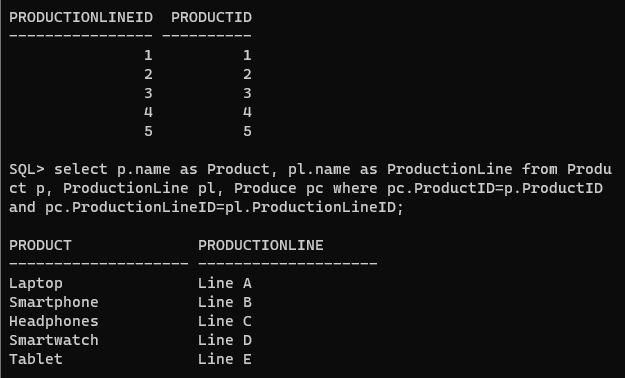 PRODUCTIONLINEID  PRODUCTID
---------------- ----------
               1          1
               2          2
               3          3
               4          4
               5          5
SQL> select p.name as Product, pl.name as ProductionLine from Produ
ct p, ProductionLine pl, Produce pc where pc.ProductID=p.ProductID
and pc.ProductionLineID=pl.ProductionLineID;
PRODUCT              PRODUCTIONLINE
-------------------- --------------------
Laptop               Line A
Smartphone           Line B
Headphones           Line C
Smartwatch           Line D
Tablet               Line E